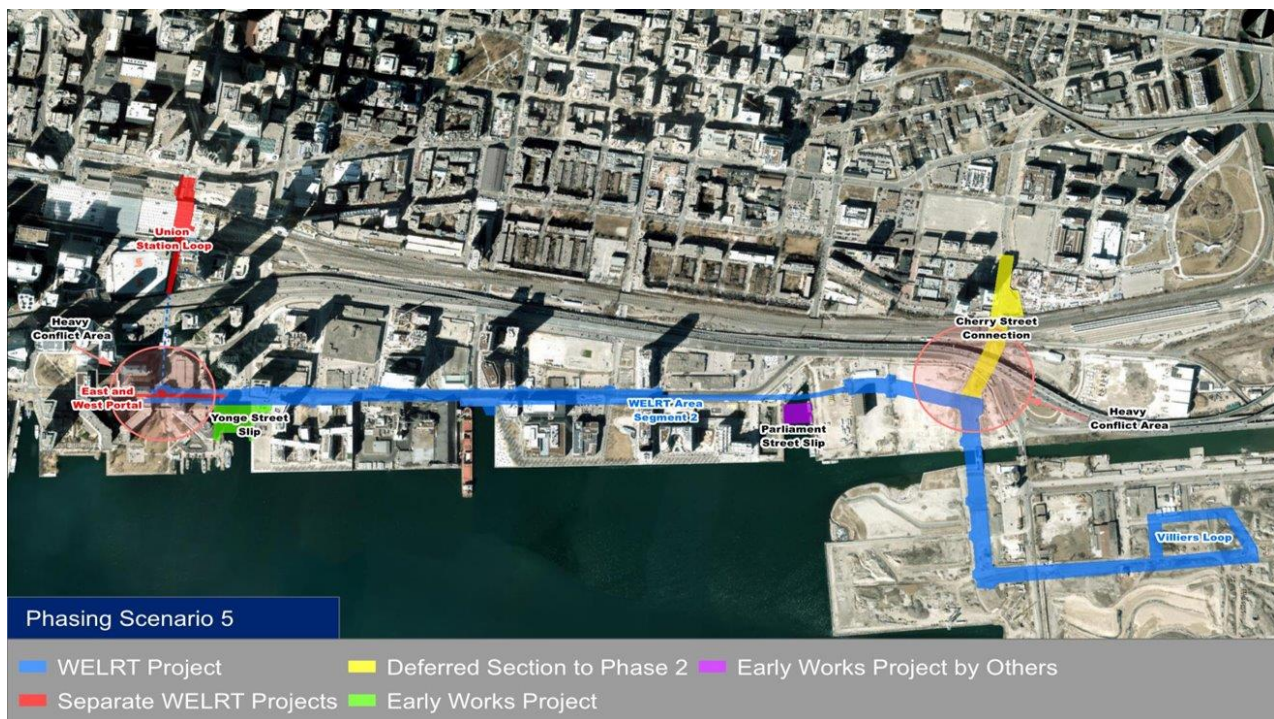 Union
Station Loop
Heavy
Conflict Area
East and
West Portal
Yonge Street
Slip
WELRT Area
Segment 2
Parliament
Street Slip
Cherry Street
Connection
Heavy
Conflict Area
Villiers Loop
Phasing Scenario 5
WELRT Project
Deferred Section to Phase 2
Early Works Project by Others
Separate WELRT Projects
Early Works Project